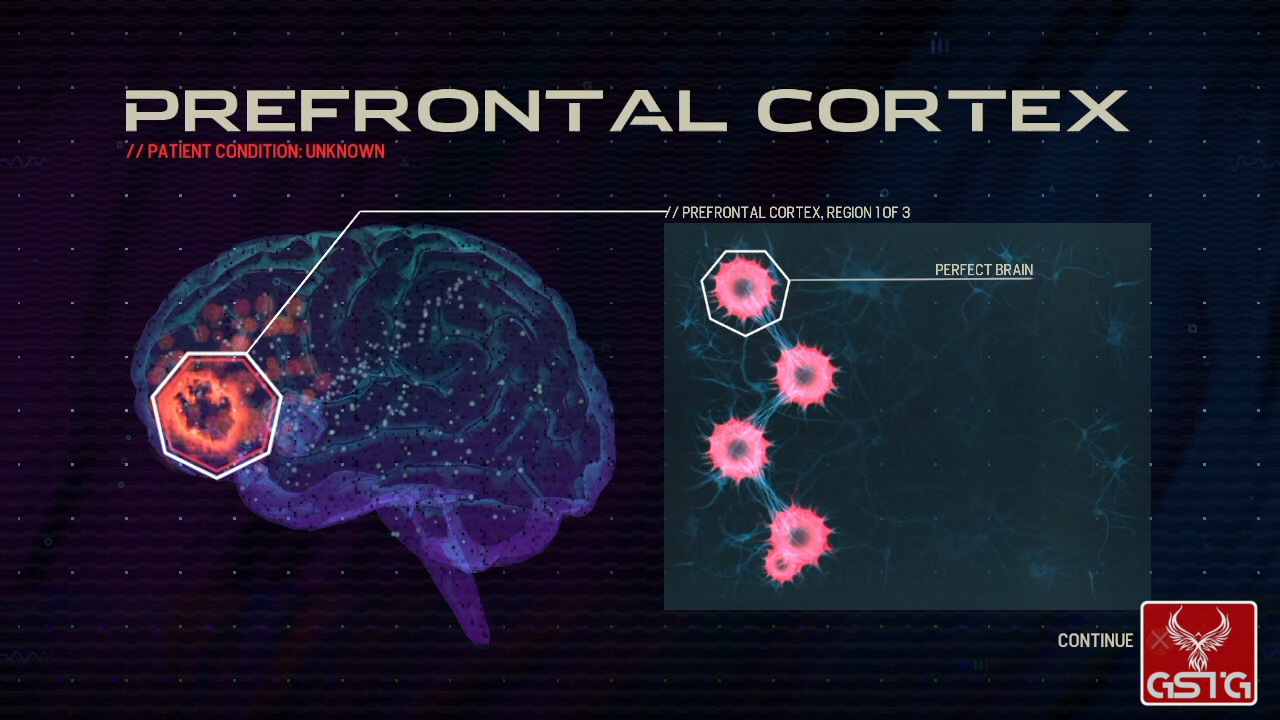 PREFRONTAL CORTEX
// PATIENT CONDITION: UNKNOWN
// PREFRONTAL CORTEX, REGION 1 OF 3
PERFECT BRAIN
CONTINUE
GSTG